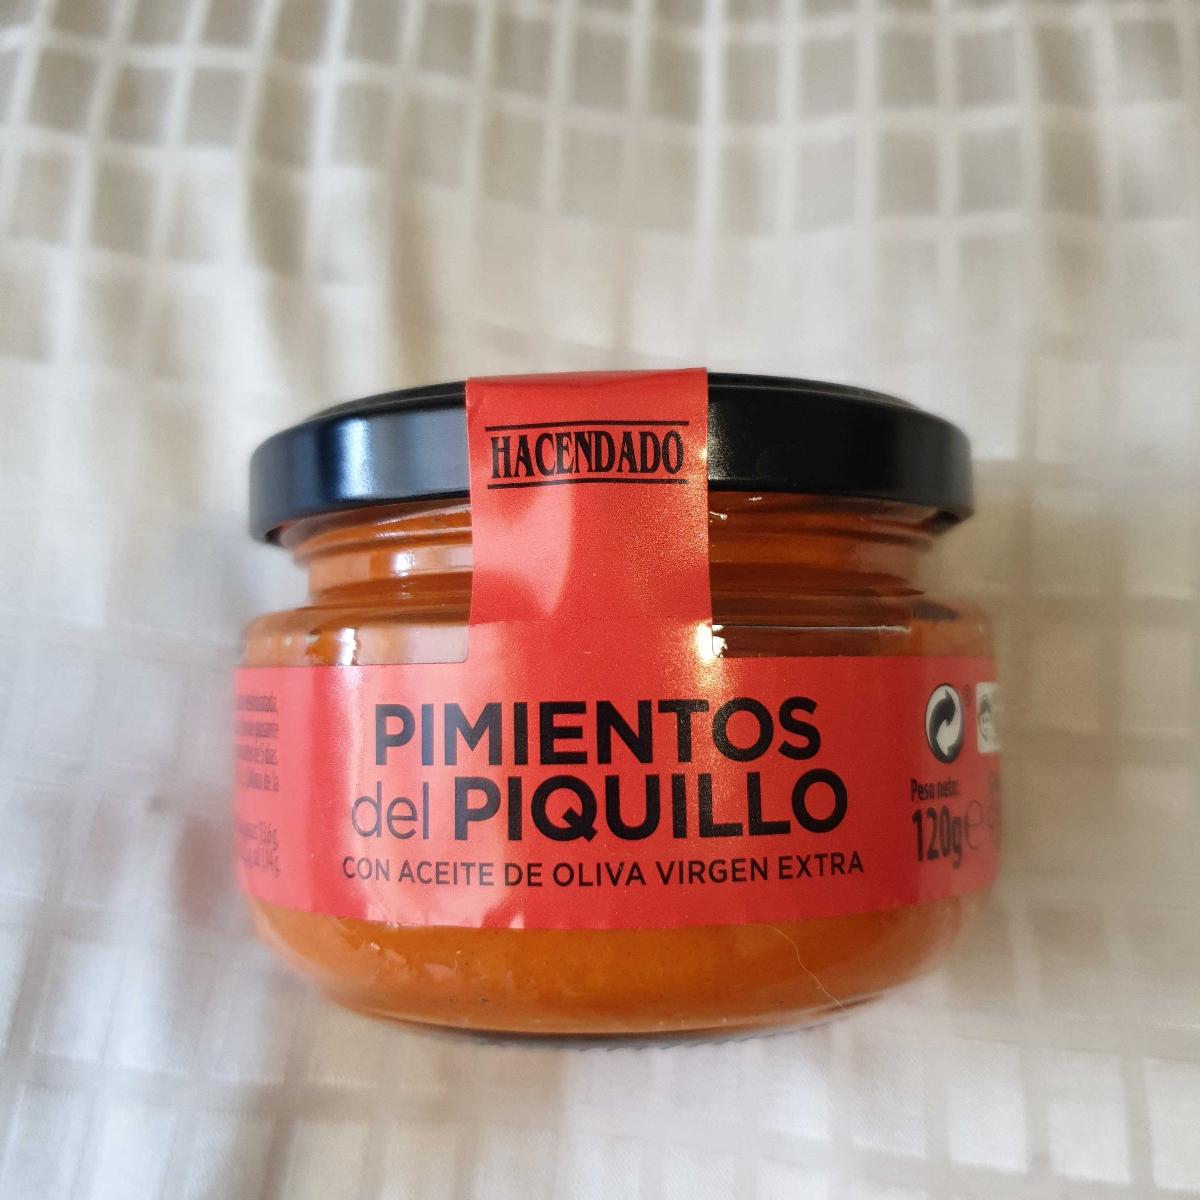 HACENDADO
PIMIENTOS
del PIQUILLO
CON ACEITE DE OLIVA VIRGEN EXTRA
Peso neto:
120g e